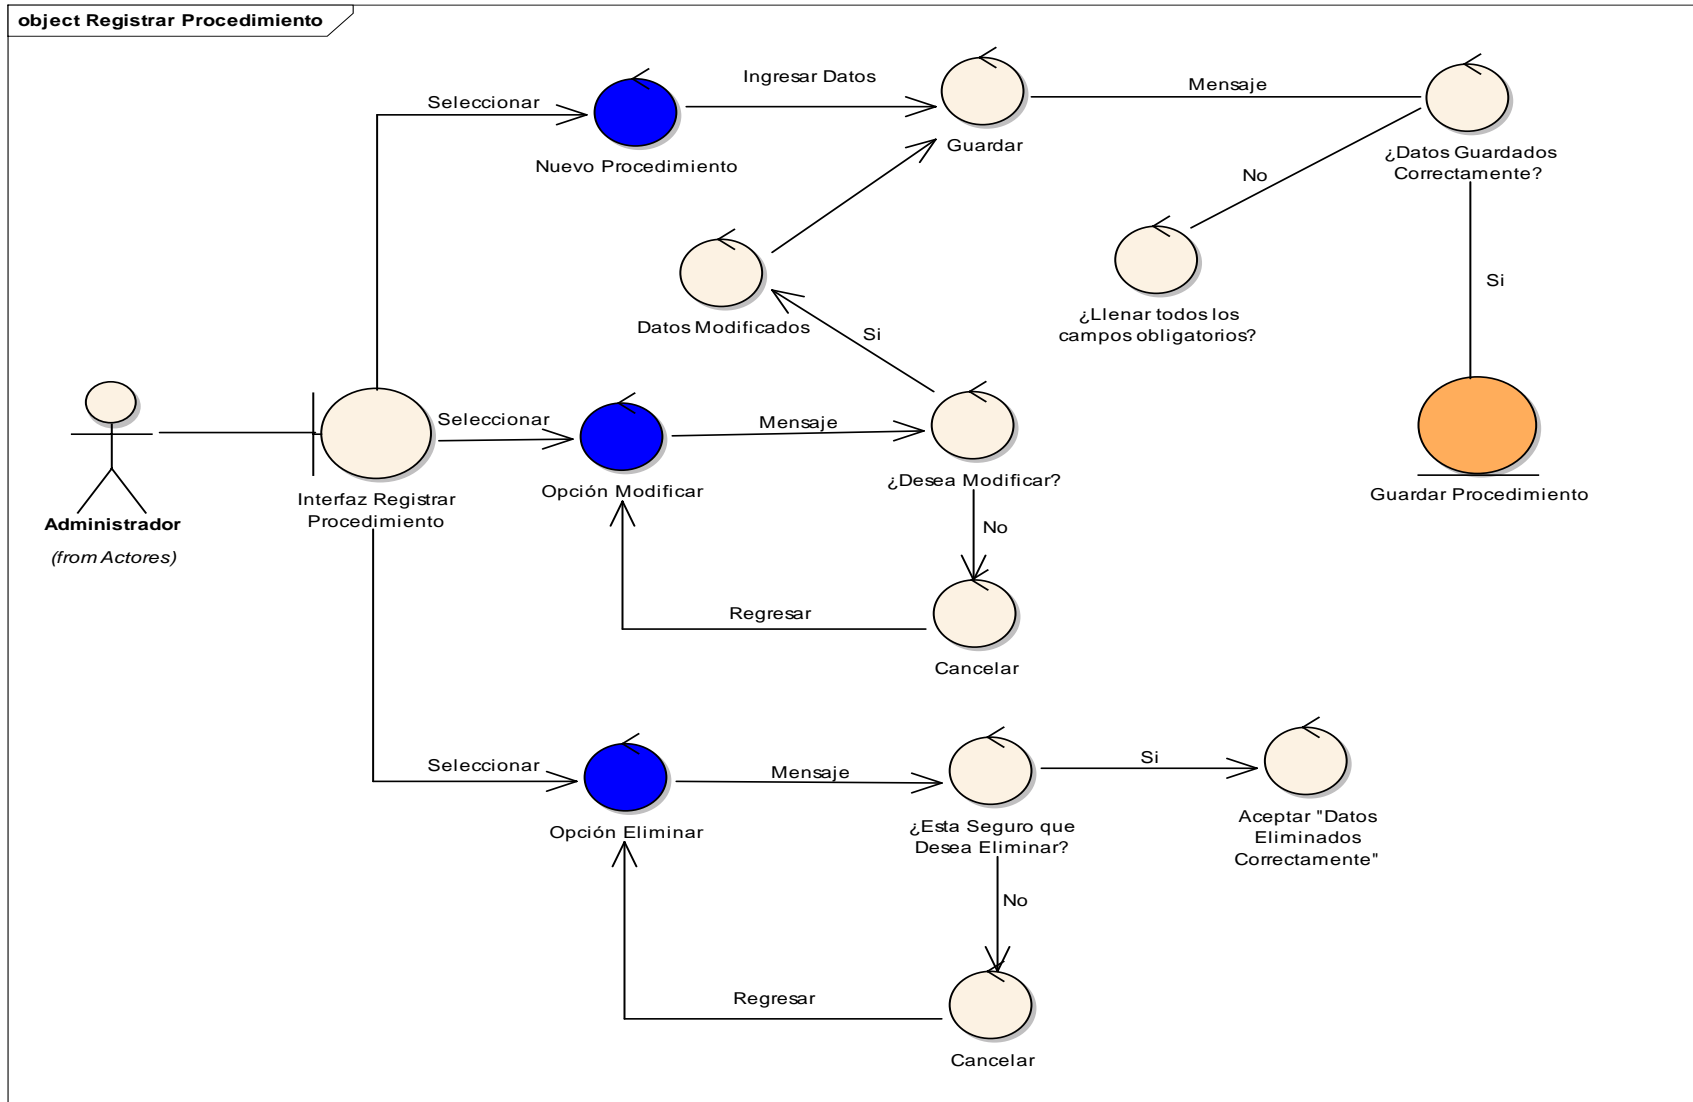 object Registrar Procedimiento
Seleccionar
Nuevo Procedimiento
Ingresar Datos
Guardar
Mensaje
¿Datos Guardados
Correctamente?
No
¿Llenar todos los
campos obligatorios?
Si
Guardar Procedimiento
Datos Modificados
Si
Administrador
(from Actores)
Interfaz Registrar
Procedimiento
Seleccionar
Opción Modificar
Mensaje
¿Desea Modificar?
No
Regresar
Cancelar
Seleccionar
Opción Eliminar
Mensaje
¿Esta Seguro que
Desea Eliminar?
Si
Aceptar "Datos
Eliminados
Correctamente"
No
Regresar
Cancelar